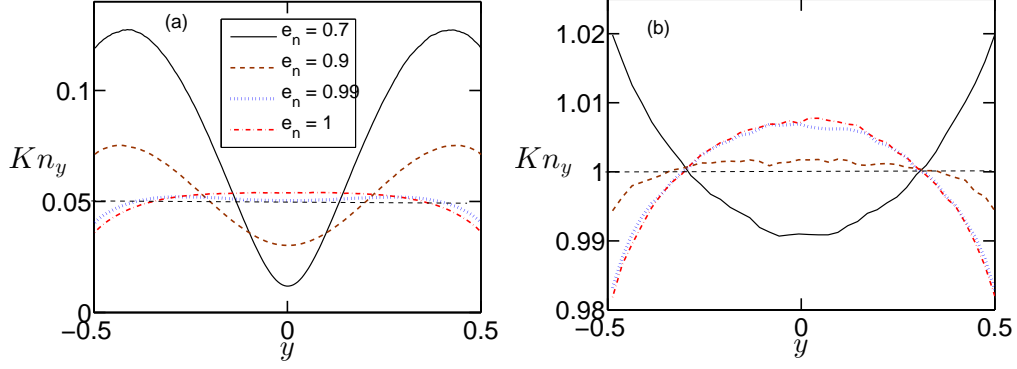 (a)
e_n = 0.7
e_n = 0.9
e_n = 0.99
e_n = 1
0.1
0.05
0
Kn_y
−0.5
0
0.5
y
(b)
1.02
1.01
1
0.99
0.98
Kn_y
−0.5
0
0.5
y